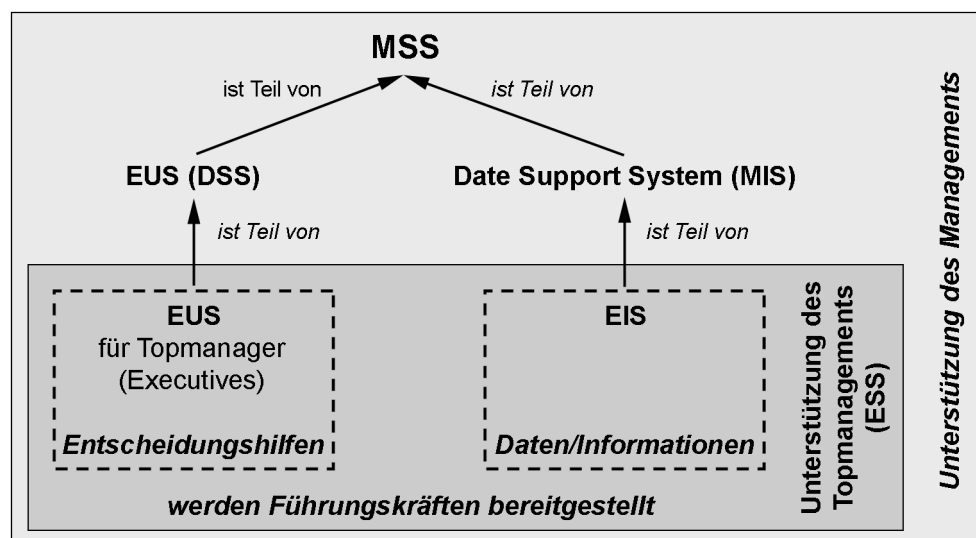 MSS
ist Teil von
ist Teil von
EUS (DSS)
Date Support System (MIS)
ist Teil von
ist Teil von
EUS
für Topmanager
(Executives)
Entscheidungshilfen
EIS
Daten/Informationen
werden Führungskräften bereitgestellt
Unterstützung des
Topmanagements
(ESS)
Unterstützung des Managements